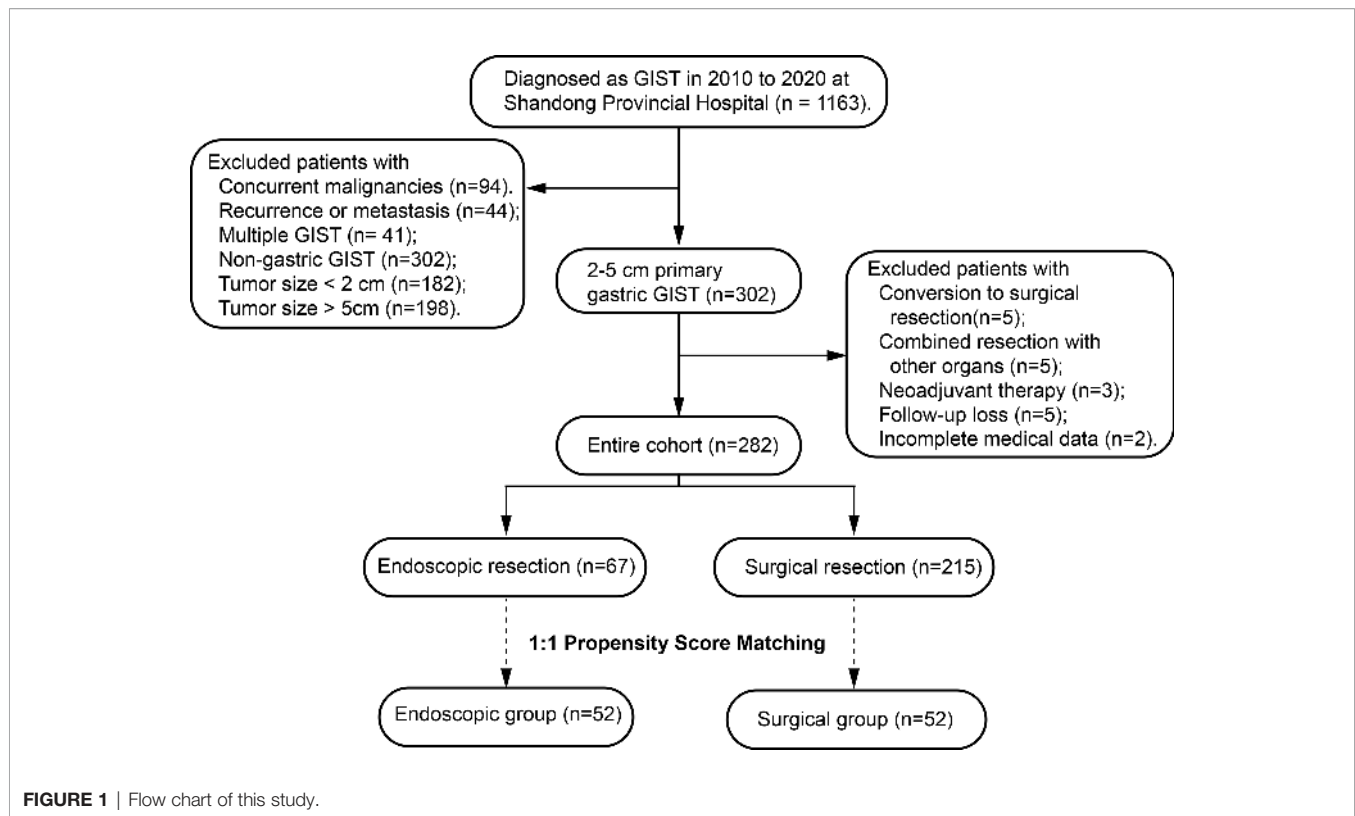 Diagnosed as GIST in 2010 to 2020 at
Shandong Provincial Hospital (n = 1163).
Excluded patients with
Concurrent malignancies (n=94).
Recurrence or metastasis (n=44);
Multiple GIST (n= 41);
Non-gastric GIST (n=302);
Tumor size < 2 cm (n=182);
Tumor size > 5cm (n=198).
2-5 cm primary
gastric GIST (n=302)
Excluded patients with
Conversion to surgical
resection(n=5);
Combined resection with
other organs (n=5);
Neoadjuvant therapy (n=3);
Follow-up loss (n=5);
Incomplete medical data (n=2).
Entire cohort (n=282)
Endoscopic resection (n=67)
Surgical resection (n=215)
1:1 Propensity Score Matching
Endoscopic group (n=52)
Surgical group (n=52)
FIGURE 1 | Flow chart of this study.